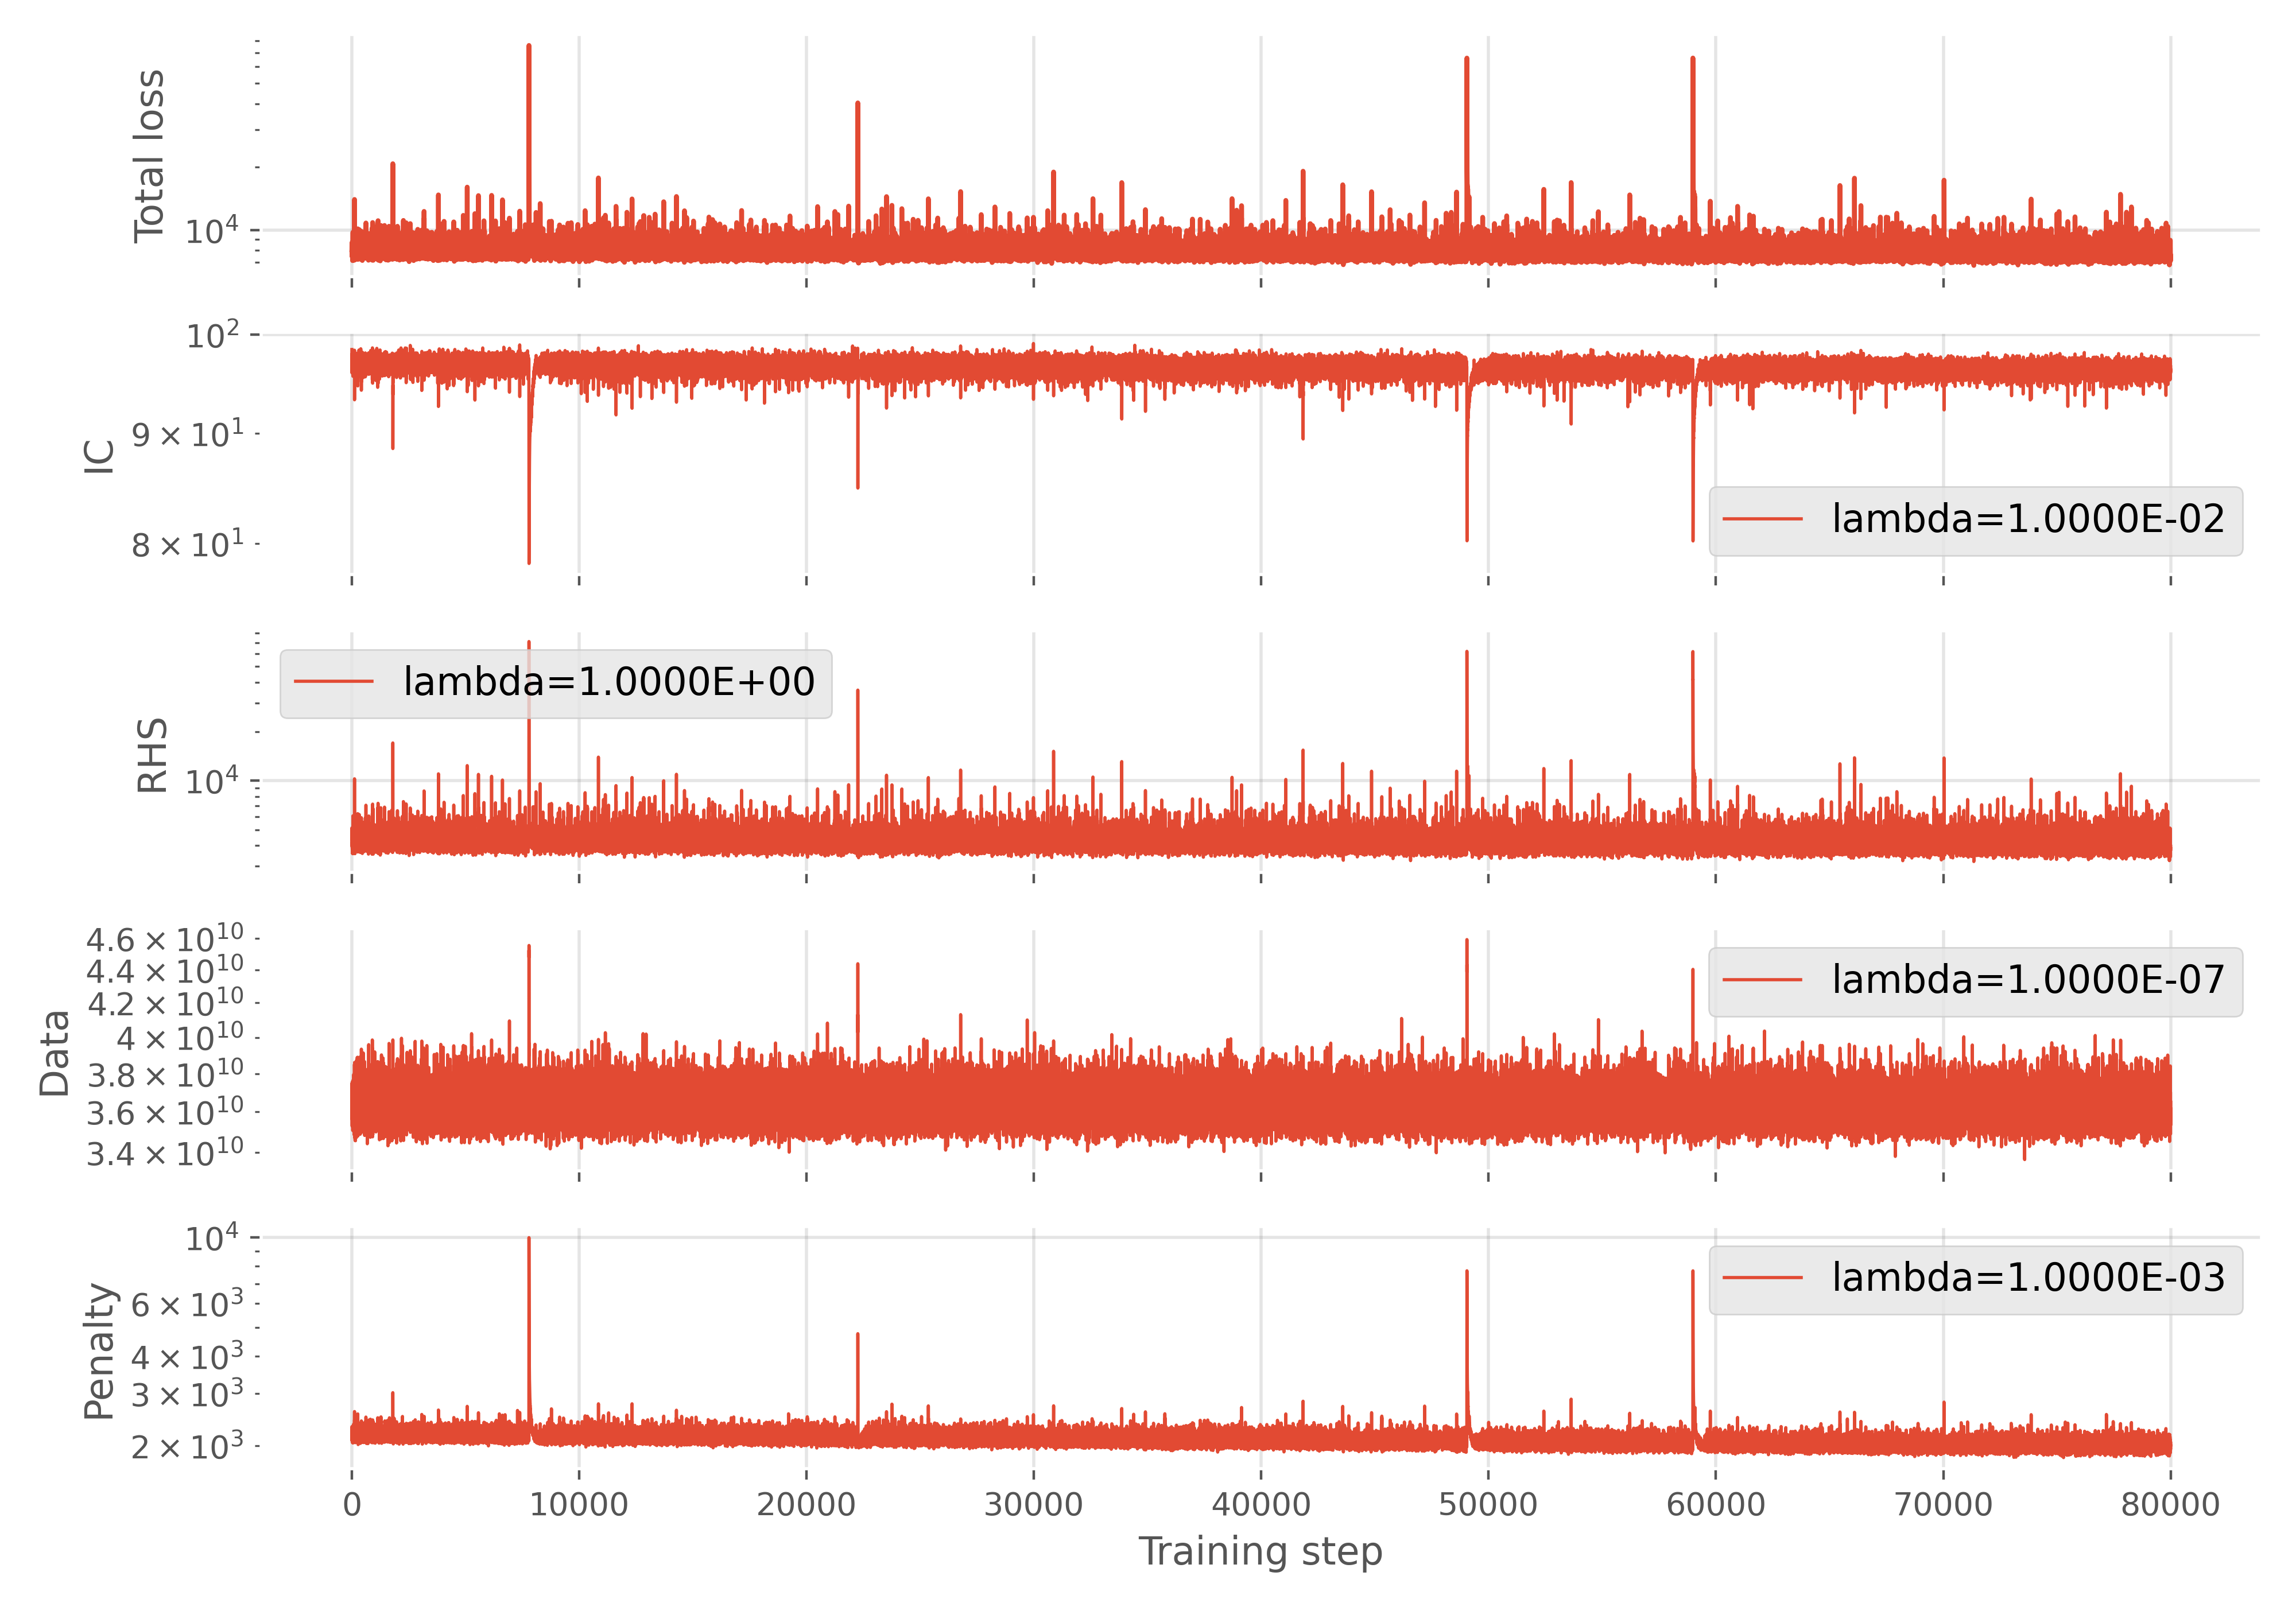 Total loss
10^4
IC
10^2
9 × 10^1
8 × 10^1
lambda=1.0000E-02
RHS
10^4
lambda=1.0000E+00
Data
4.6 × 10^10
4.4 × 10^10
4.2 × 10^10
4 × 10^10
3.8 × 10^10
3.6 × 10^10
3.4 × 10^10
lambda=1.0000E-07
Penalty
10^4
6 × 10^3
4 × 10^3
3 × 10^3
2 × 10^3
lambda=1.0000E-03
0 10000 20000 30000 40000 50000 60000 70000 80000
Training step